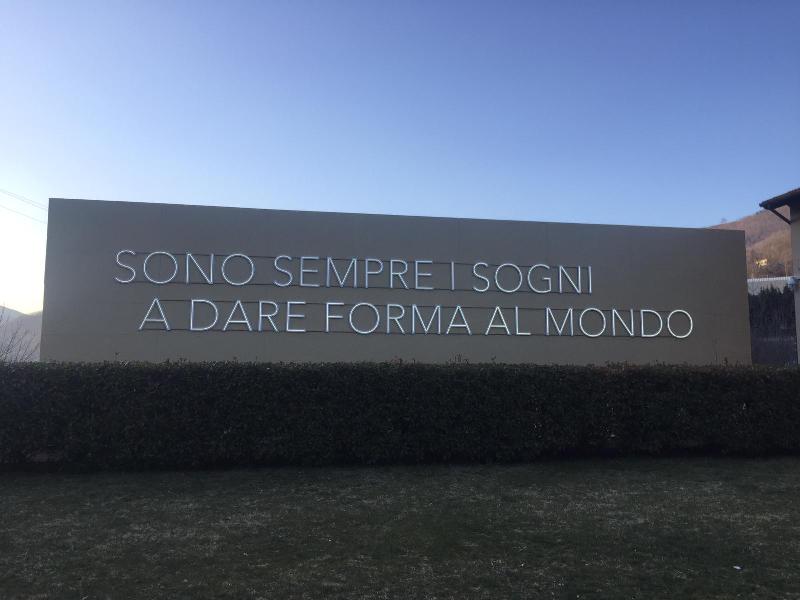 SONO SEMPRE I SOGNI
A DARE FORMA AL MONDO